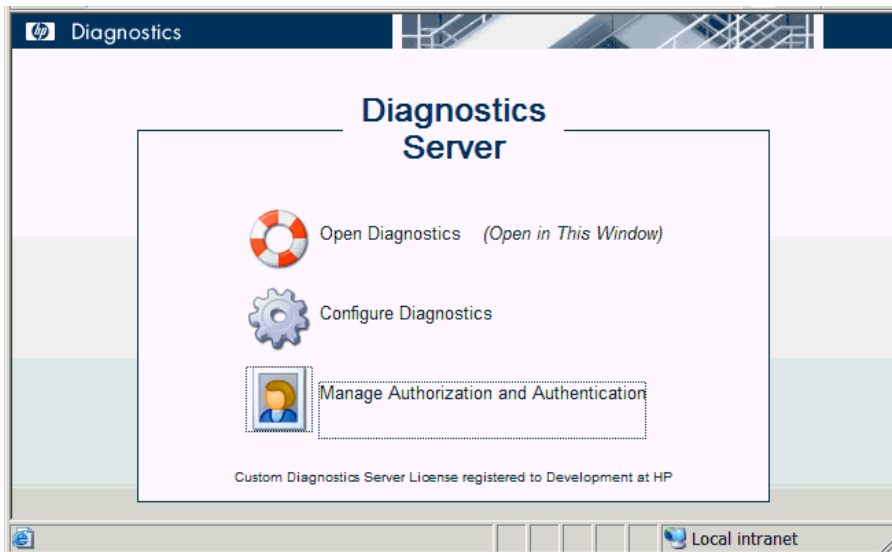 hp Diagnostics
Diagnostics
Server
Open Diagnostics (Open in This Window)
Configure Diagnostics
Manage Authorization and Authentication
Custom Diagnostics Server License registered to Development at HP
Local intranet